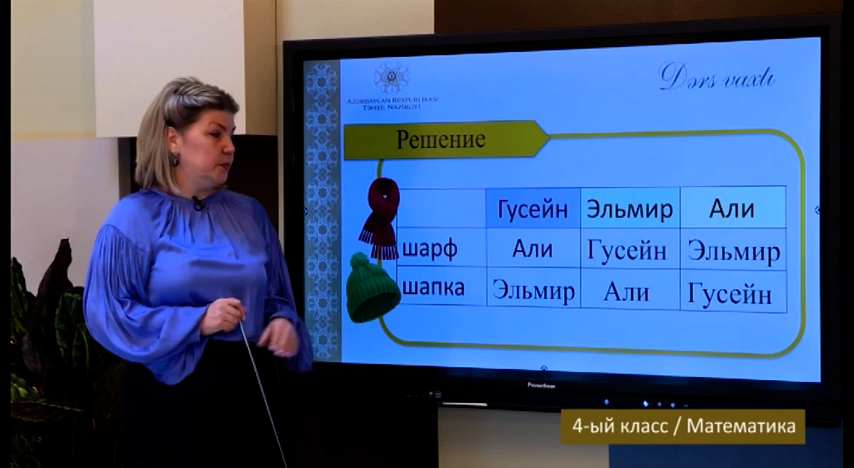 Dərs vaxtı
AZƏRBAYCAN RESPUBLİKASI
TƏHSİL NAZİRLİYİ
Решение
Гусейн Эльмир Али
шарф Али Гусейн Эльмир
шапка Эльмир Али Гусейн
Promethean
4-ый класс / Математика